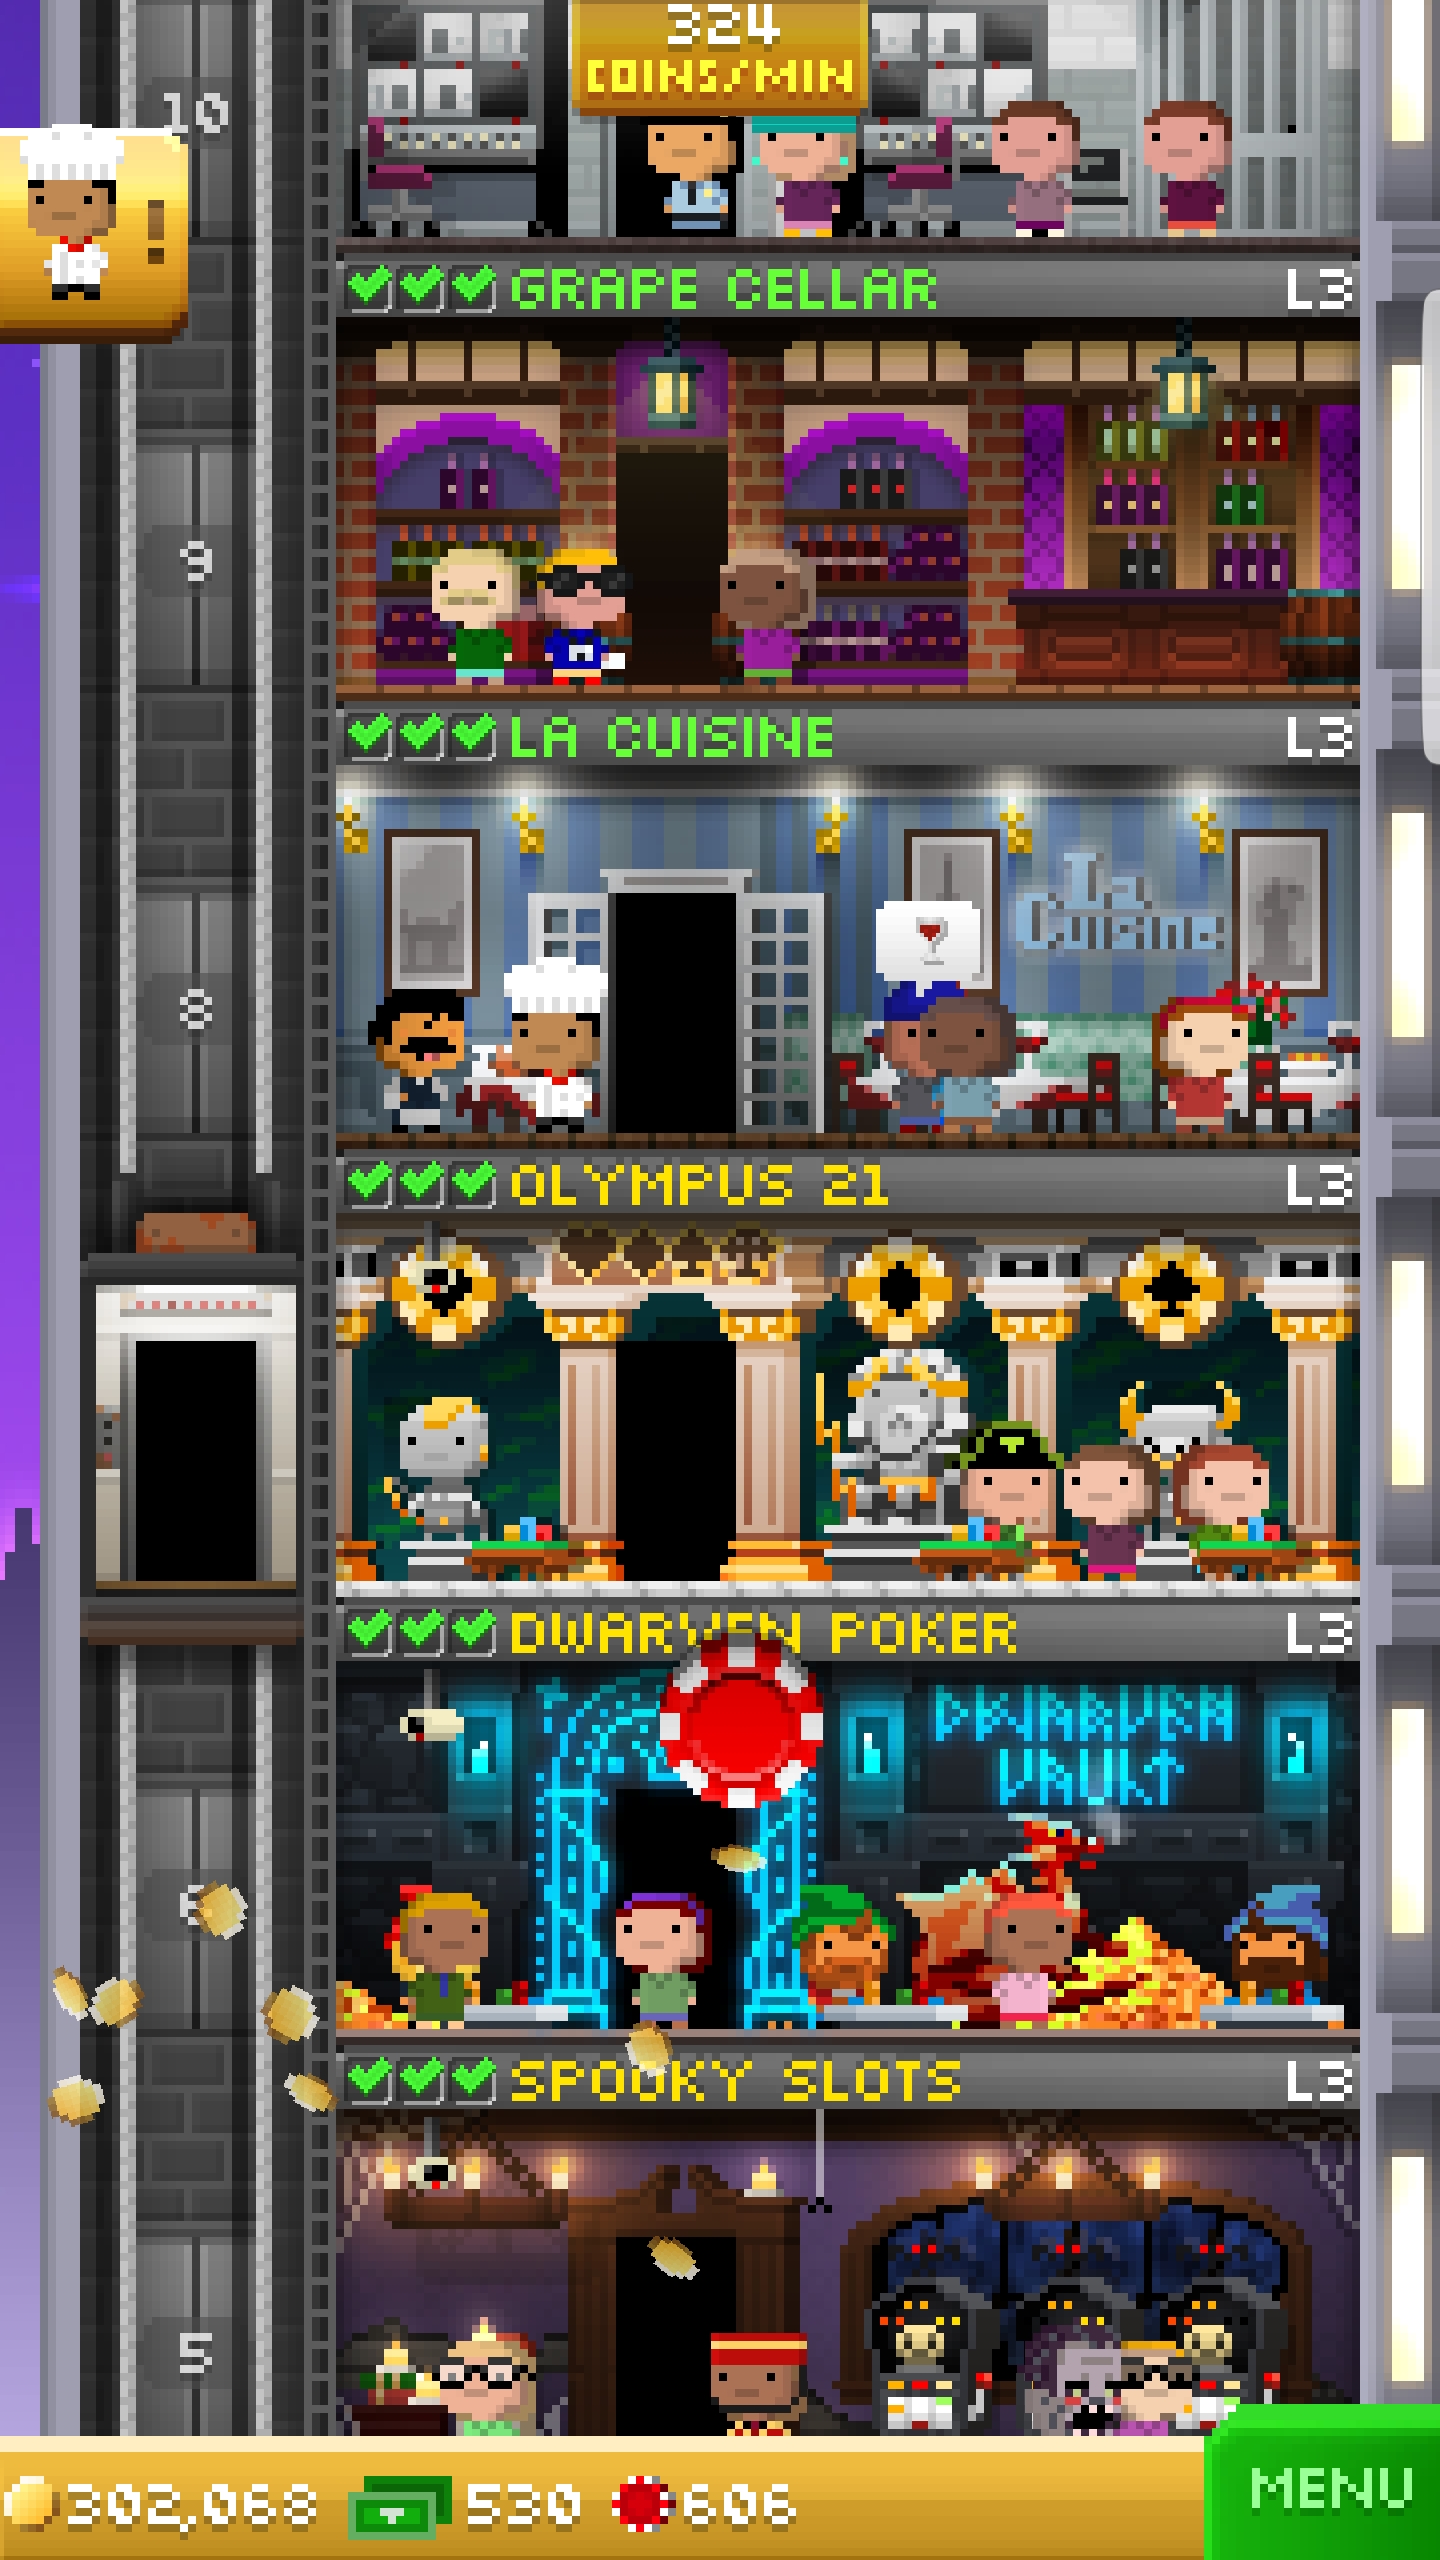 324
COINS/MIN
10
!
GRAPE CELLAR L3
9
LA CUISINE L3
La
Cuisine
8
OLYMPUS 21 L3
DWARVEN POKER L3
DWARVEN
VAULT
SPOOKY SLOTS L3
5
302,068 530 606
MENU